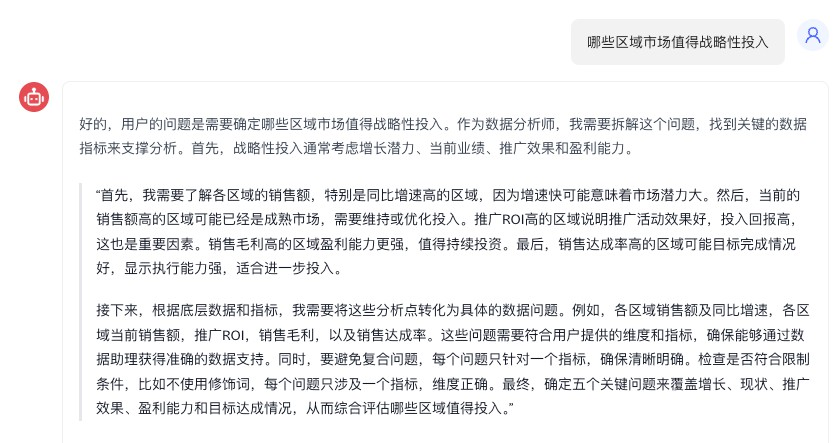 哪些区域市场值得战略性投入
好的，用户的问题是需要确定哪些区域市场值得战略性投入。作为数据分析师，我需要拆解这个问题，找到关键的数据
指标来支撑分析。首先，战略性投入通常考虑增长潜力、当前业绩、推广效果和盈利能力。
“首先，我需要了解各区域的销售额，特别是同比增速高的区域，因为增速快可能意味着市场潜力大。然后，当前的
销售额高的区域可能已经是成熟市场，需要维持或优化投入。推广ROI高的区域说明推广活动效果好，投入回报高，
这也是重要因素。销售毛利高的区域盈利能力更强，值得持续投资。最后，销售达成率高的区域可能目标完成情况
好，显示执行能力强，适合进一步投入。
接下来，根据底层数据和指标，我需要将这些分析点转化为具体的数据问题。例如，各区域销售额及同比增速，各区
域当前销售额，推广ROI，销售毛利，以及销售达成率。这些问题需要符合用户提供的维度和指标，确保能够通过数
据助理获得准确的数据支持。同时，要避免复合问题，每个问题只针对一个指标，确保清晰明确。检查是否符合限制
条件，比如不使用修饰词，每个问题只涉及一个指标，维度正确。最终，确定五个关键问题来覆盖增长、现状、推广
效果、盈利能力和目标达成情况，从而综合评估哪些区域值得投入。”